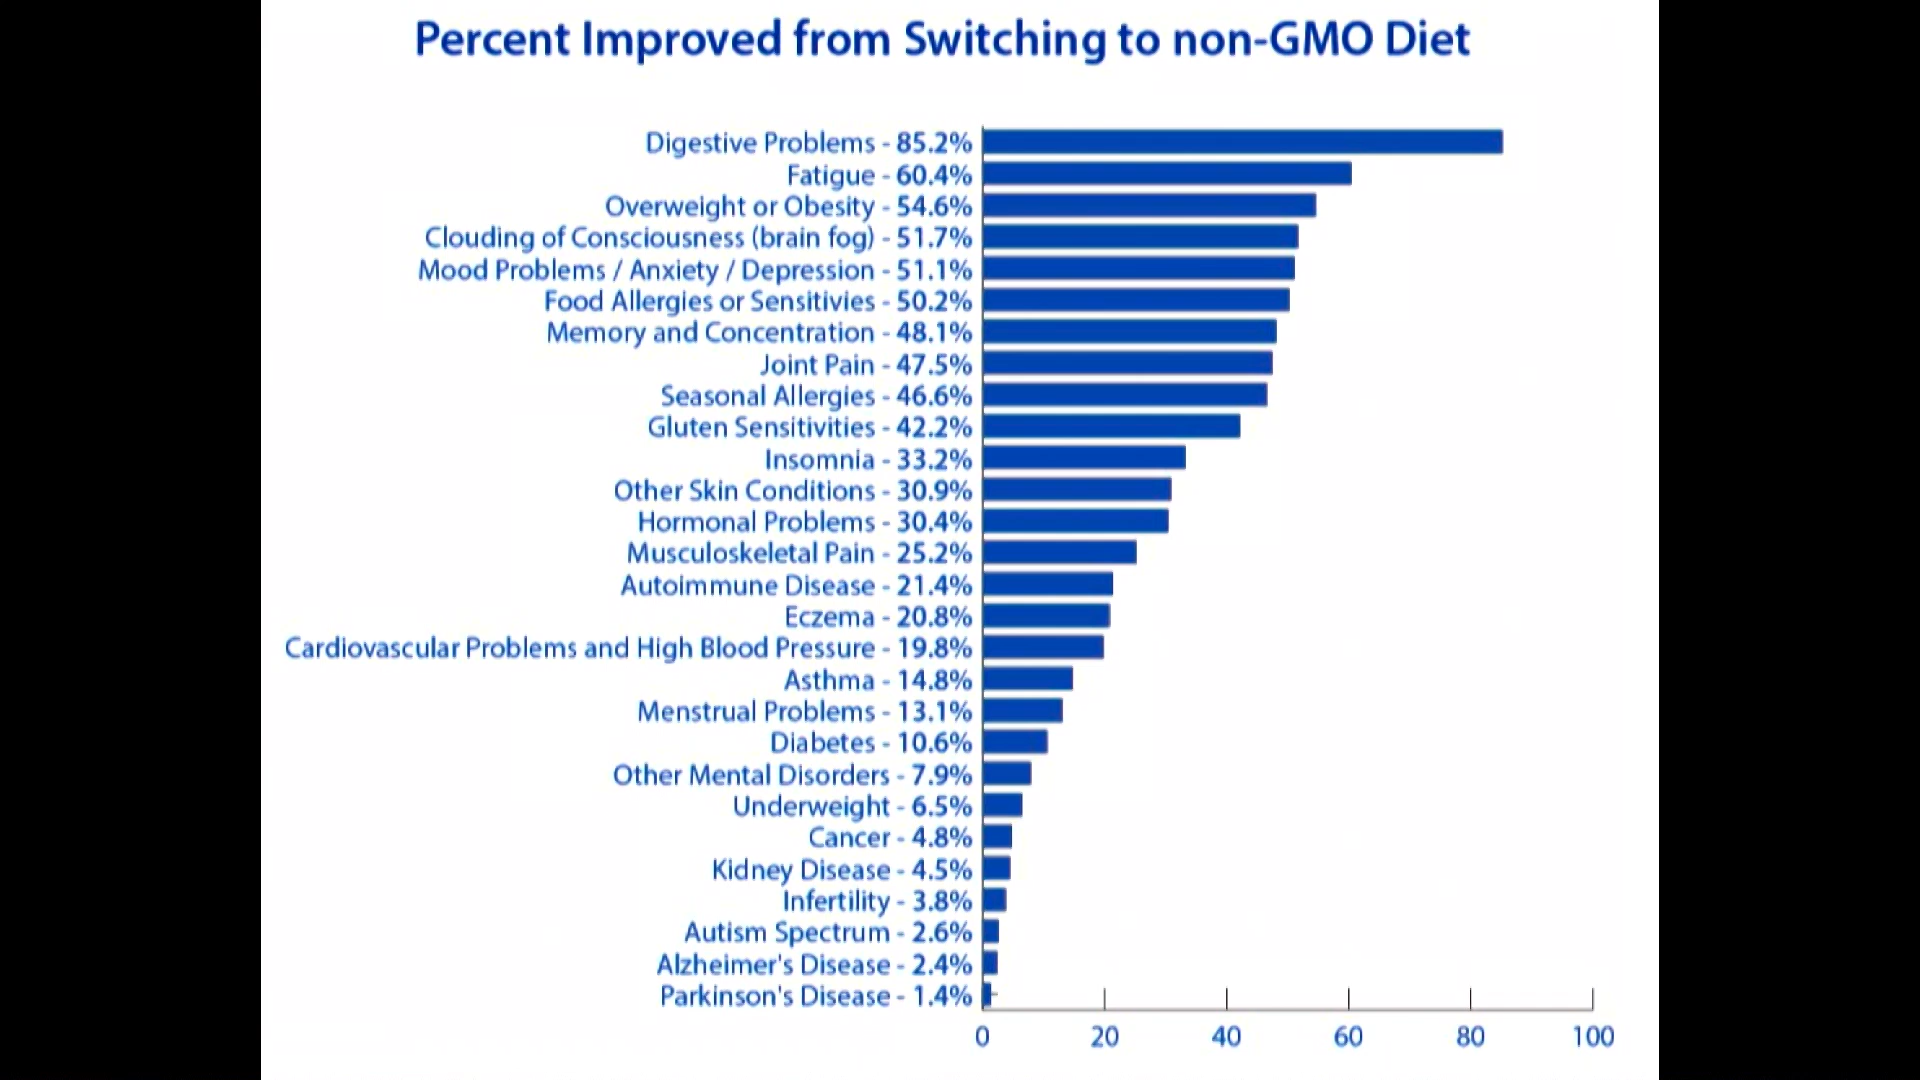 Percent Improved from Switching to non-GMO Diet
Digestive Problems - 85.2%
Fatigue - 60.4%
Overweight or Obesity - 54.6%
Clouding of Consciousness (brain fog) - 51.7%
Mood Problems / Anxiety / Depression - 51.1%
Food Allergies or Sensitivies - 50.2%
Memory and Concentration - 48.1%
Joint Pain - 47.5%
Seasonal Allergies - 46.6%
Gluten Sensitivities - 42.2%
Insomnia - 33.2%
Other Skin Conditions - 30.9%
Hormonal Problems - 30.4%
Musculoskeletal Pain - 25.2%
Autoimmune Disease - 21.4%
Eczema - 20.8%
Cardiovascular Problems and High Blood Pressure - 19.8%
Asthma - 14.8%
Menstrual Problems - 13.1%
Diabetes - 10.6%
Other Mental Disorders - 7.9%
Underweight - 6.5%
Cancer - 4.8%
Kidney Disease - 4.5%
Infertility - 3.8%
Autism Spectrum - 2.6%
Alzheimer's Disease - 2.4%
Parkinson's Disease - 1.4%
0 20 40 60 80 100